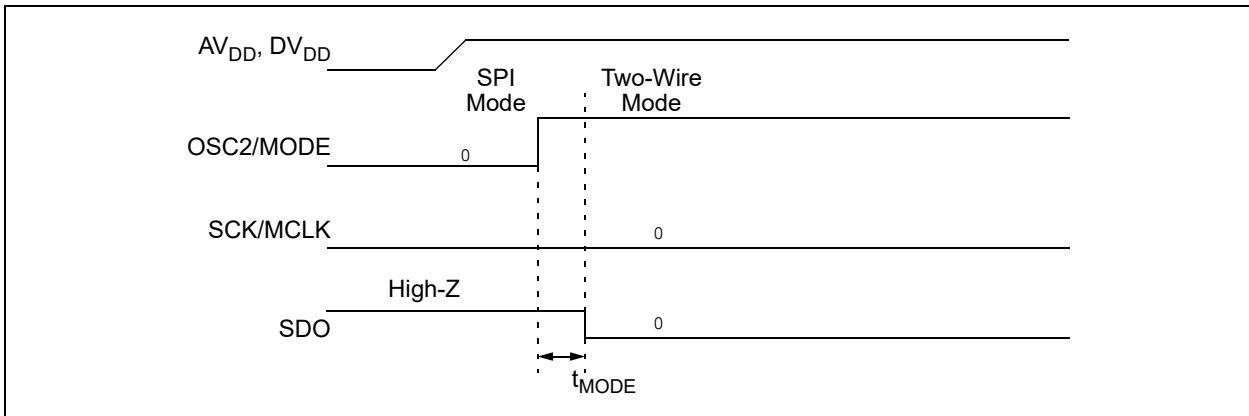 AVDD, DVDD
SPI Mode
Two-Wire Mode
OSC2/MODE
0
SCK/MCLK
0
High-Z
SDO
0
tMODE